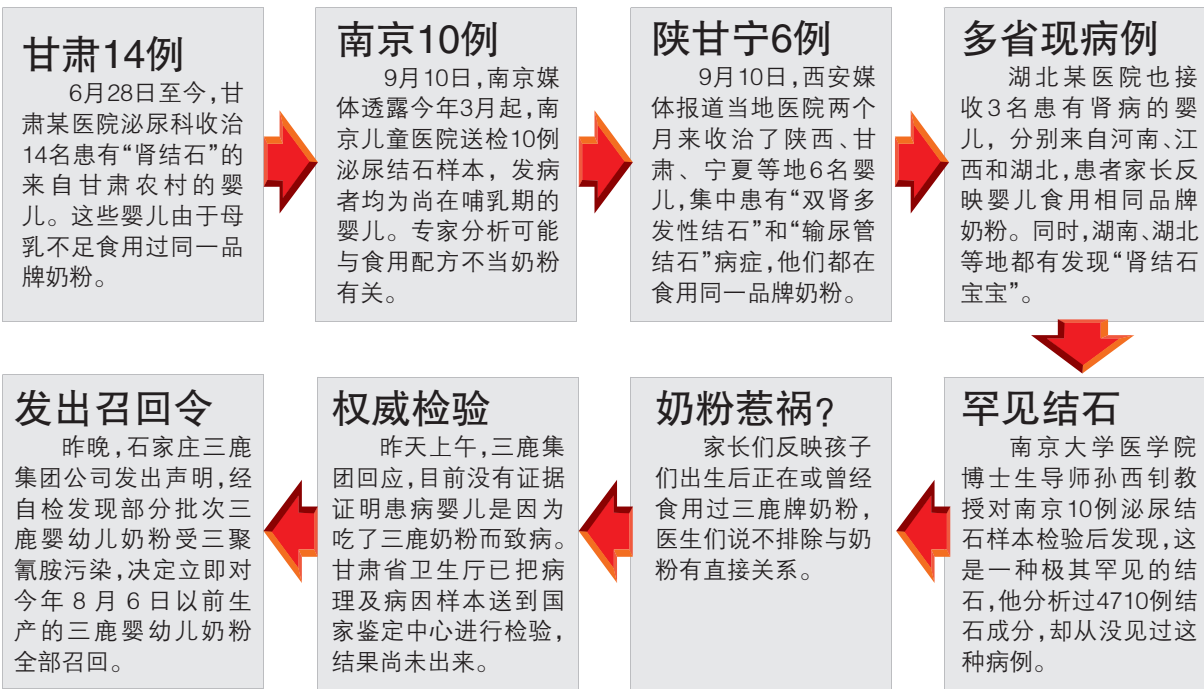 甘肃14例
6月28日至今,甘
肃某医院泌尿科收治
14名患有“肾结石”的
来自甘肃农村的婴
儿。这些婴儿由于母
乳不足食用过同一品
牌奶粉。
南京10例
9月10日,南京媒
体透露今年3月起,南
京儿童医院送检10例
泌尿结石样本，发病
者均为尚在哺乳期的
婴儿。专家分析可能
与食用配方不当奶粉
有关。
陕甘宁6例
9月10日,西安媒
体报道当地医院两个
月来收治了陕西、甘
肃、宁夏等地6名婴
儿,集中患有“双肾多
发性结石”和“输尿管
结石”病症,他们都在
食用同一品牌奶粉。
多省现病例
湖北某医院也接
收3名患有肾病的婴
儿，分别来自河南、江
西和湖北,患者家长反
映婴儿食用相同品牌
奶粉。同时,湖南、湖北
等地都有发现“肾结石
宝宝”。
罕见结石
南京大学医学院
博士生导师孙西钊教
授对南京10例泌尿结
石样本检验后发现,这
是一种极其罕见的结
石,他分析过4710例结
石成分,却从没见过这
种病例。
奶粉惹祸?
家长们反映孩子
们出生后正在或曾经
食用过三鹿牌奶粉，
医生们说不排除与奶
粉有直接关系。
权威检验
昨天上午,三鹿集
团回应,目前没有证据
证明患病婴儿是因为
吃了三鹿奶粉而致病。
甘肃省卫生厅已把病
理及病因样本送到国
家鉴定中心进行检验，
结果尚未出来。
发出召回令
昨晚,石家庄三鹿
集团公司发出声明,经
自检发现部分批次三
鹿婴幼儿奶粉受三聚
氰胺污染,决定立即对
今年8月6日以前生
产的三鹿婴幼儿奶粉
全部召回。